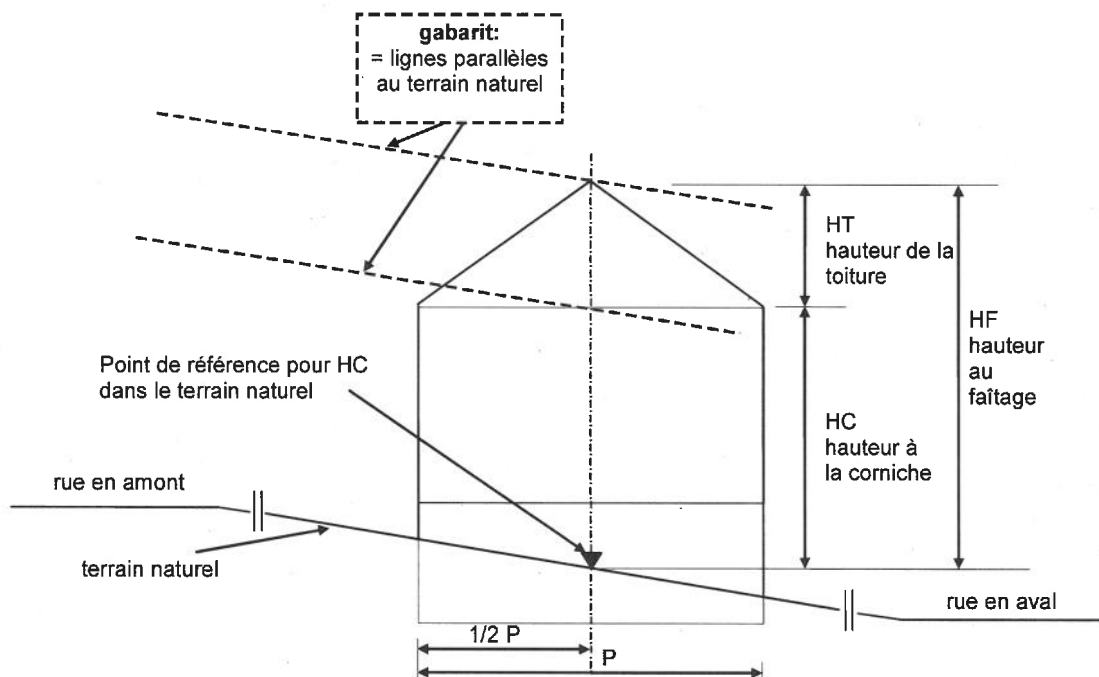 gabarit:
= lignes parallèles
au terrain naturel
HT
hauteur de la
toiture
HF
hauteur
au
faîtage
Point de référence pour HC
dans le terrain naturel
HC
hauteur à
la corniche
rue en amont
terrain naturel
rue en aval
1/2 P
P